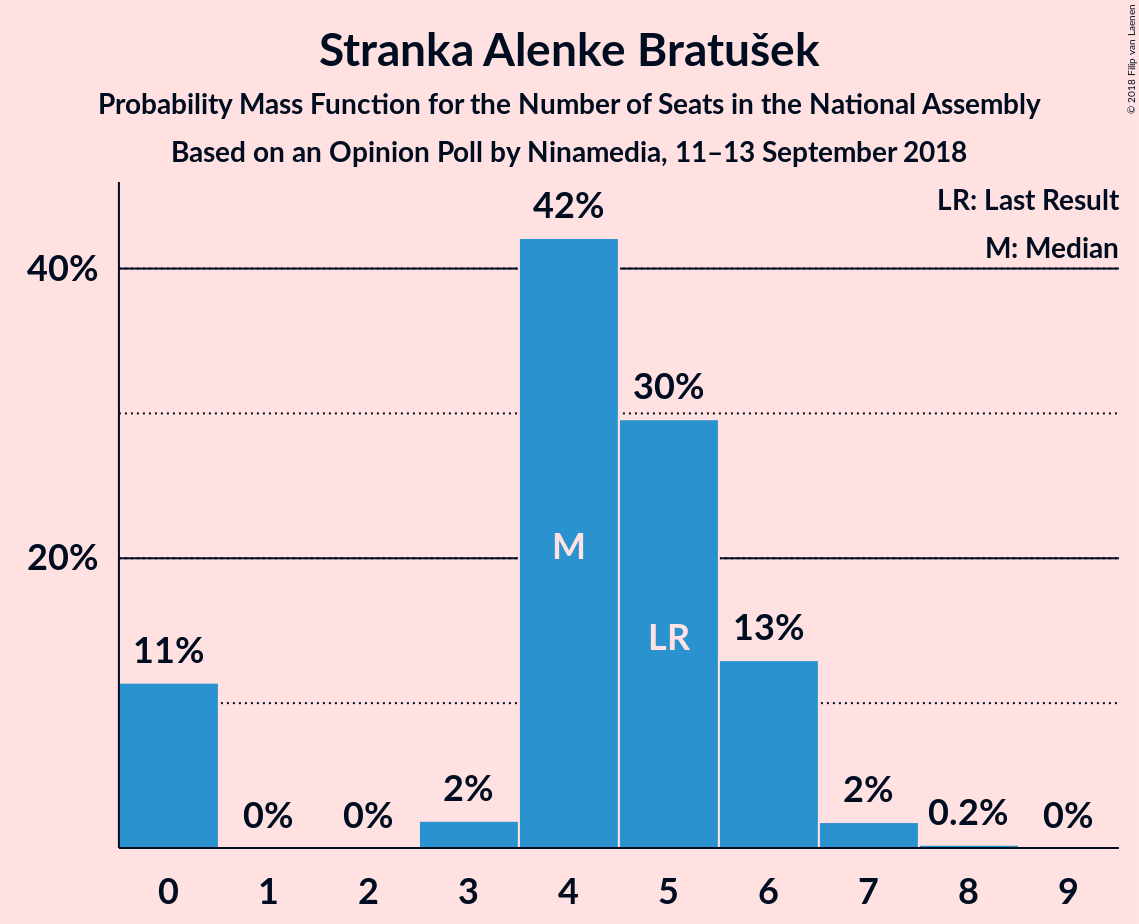 Stranka Alenke Bratušek
Probability Mass Function for the Number of Seats in the National Assembly
Based on an Opinion Poll by Ninamedia, 11–13 September 2018
© 2018 Filip van Laenen
LR: Last Result
M: Median
42%
40%
30%
20%
M
LR
13%
11%
2%
2%
0.2%
0%
0%
0%
0 1 2 3 4 5 6 7 8 9